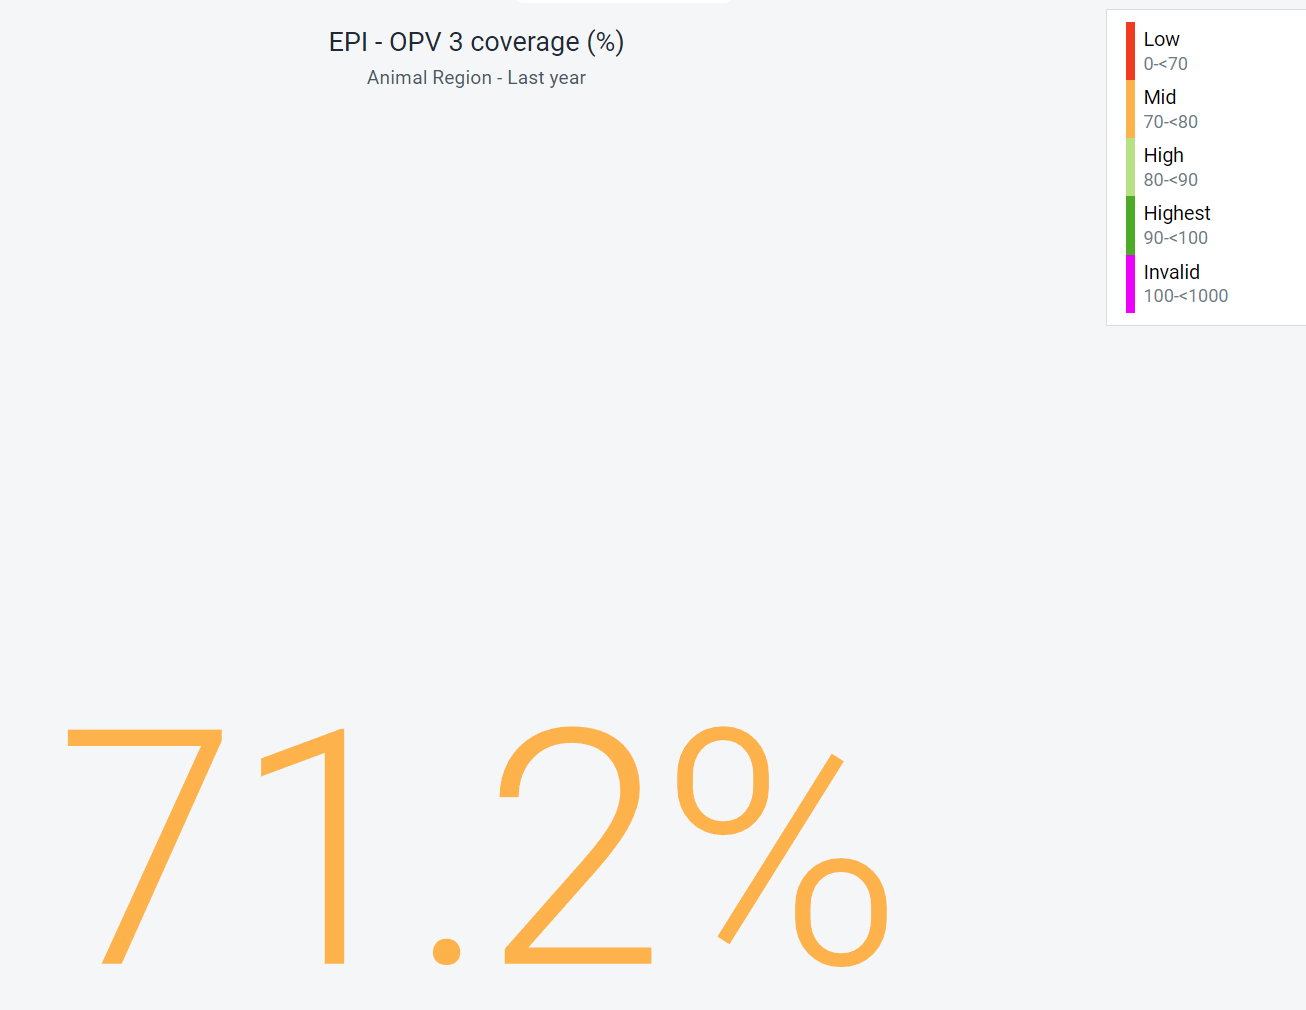 EPI - OPV 3 coverage (%)
Animal Region - Last year
Low
0-<70
Mid
70-<80
High
80-<90
Highest
90-<100
Invalid
100-<1000
71.2%